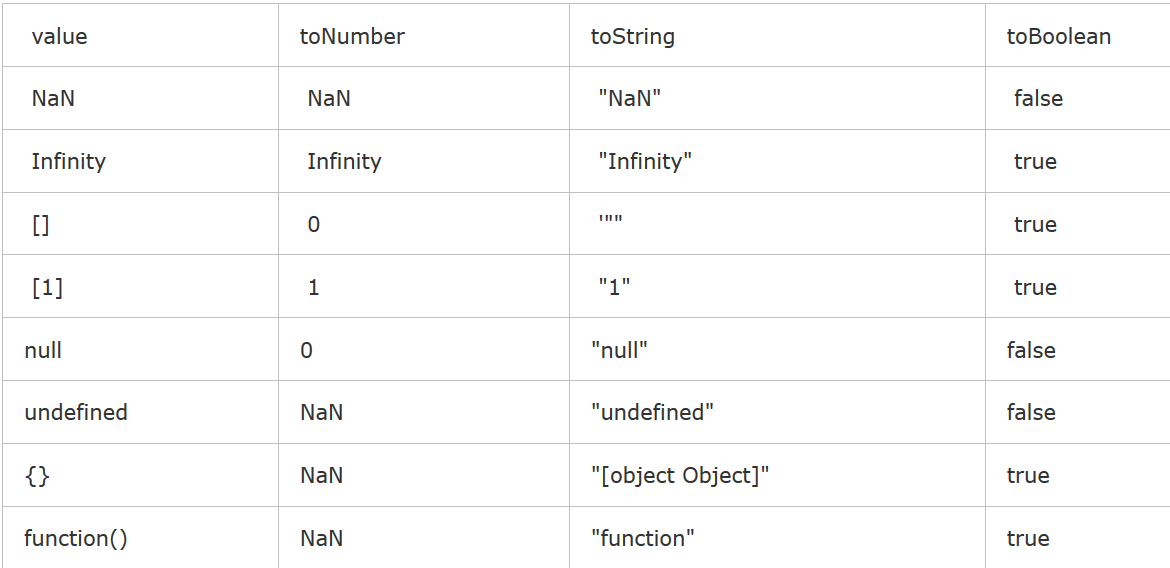 value toNumber toString toBoolean
NaN NaN "NaN" false
Infinity Infinity "Infinity" true
[] 0 '"" true
[1] 1 "1" true
null 0 "null" false
undefined NaN "undefined" false
{} NaN "[object Object]" true
function() NaN "function" true